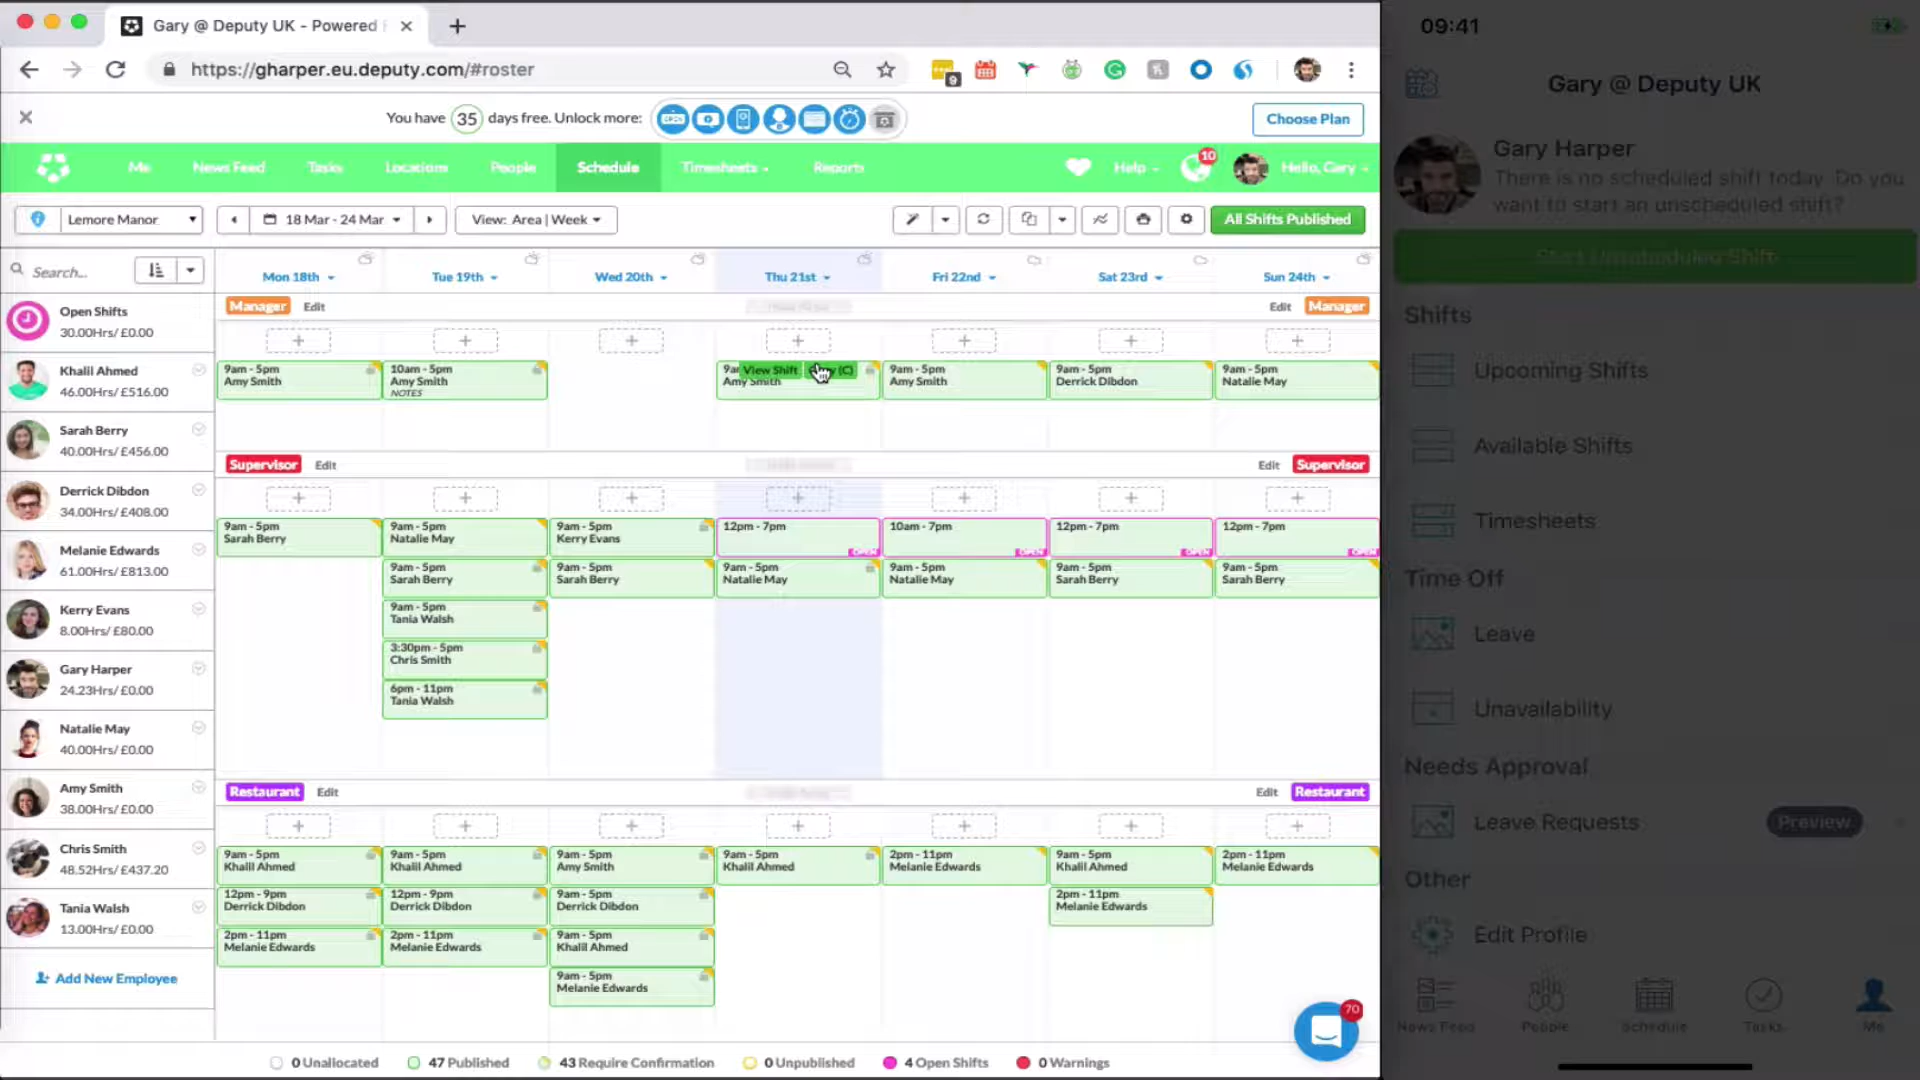 Gary @ Deputy UK - Powered
https://gharper.eu.deputy.com/#roster
9
You have 35 days free. Unlock more:
Choose Plan
Me News Feed Tasks Locations People Schedule Timesheets Reports Help 10 Hello, Gary
Lemore Manor 18 Mar - 24 Mar View: Area | Week All Shifts Published
Search...
Mon 18th Tue 19th Wed 20th Thu 21st Fri 22nd Sat 23rd Sun 24th
Open Shifts
30.00Hrs/ £0.00
Khalil Ahmed
46.00Hrs/ £516.00
Sarah Berry
40.00Hrs/ £456.00
Derrick Dibdon
34.00Hrs/ £408.00
Melanie Edwards
61.00Hrs/ £813.00
Kerry Evans
8.00Hrs/ £80.00
Gary Harper
24.23Hrs/ £0.00
Natalie May
40.00Hrs/ £0.00
Amy Smith
38.00Hrs/ £0.00
Chris Smith
48.52Hrs/ £437.20
Tania Walsh
13.00Hrs/ £0.00
Add New Employee
Manager Edit Edit Manager
9am - 5pm
Amy Smith
10am - 5pm
Amy Smith
NOTES
View Shift (C)
Amy Smith
9am - 5pm
Amy Smith
9am - 5pm
Derrick Dibdon
9am - 5pm
Natalie May
Supervisor Edit Edit Supervisor
9am - 5pm
Sarah Berry
9am - 5pm
Natalie May
9am - 5pm
Kerry Evans
12pm - 7pm
OPEN
10am - 7pm
OPEN
12pm - 7pm
OPEN
12pm - 7pm
OPEN
9am - 5pm
Sarah Berry
9am - 5pm
Sarah Berry
9am - 5pm
Natalie May
9am - 5pm
Natalie May
9am - 5pm
Sarah Berry
9am - 5pm
Sarah Berry
9am - 5pm
Tania Walsh
3:30pm - 5pm
Chris Smith
6pm - 11pm
Tania Walsh
Restaurant Edit Edit Restaurant
9am - 5pm
Khalil Ahmed
9am - 5pm
Khalil Ahmed
9am - 5pm
Amy Smith
9am - 5pm
Khalil Ahmed
2pm - 11pm
Melanie Edwards
9am - 5pm
Khalil Ahmed
2pm - 11pm
Melanie Edwards
12pm - 9pm
Derrick Dibdon
12pm - 9pm
Derrick Dibdon
9am - 5pm
Derrick Dibdon
2pm - 11pm
Melanie Edwards
2pm - 11pm
Melanie Edwards
2pm - 11pm
Melanie Edwards
9am - 5pm
Khalil Ahmed
9am - 5pm
Melanie Edwards
70
0 Unallocated 47 Published 43 Require Confirmation 0 Unpublished 4 Open Shifts 0 Warnings
09:41
Gary @ Deputy UK
Gary Harper
There is no scheduled shift today. Do you
want to start an unscheduled shift?
Start Unscheduled Shift
Shifts
Upcoming Shifts
Available Shifts
Timesheets
Time Off
Leave
Unavailability
Needs Approval
Leave Requests Preview
Other
Edit Profile
News Feed People Schedule Tasks Me